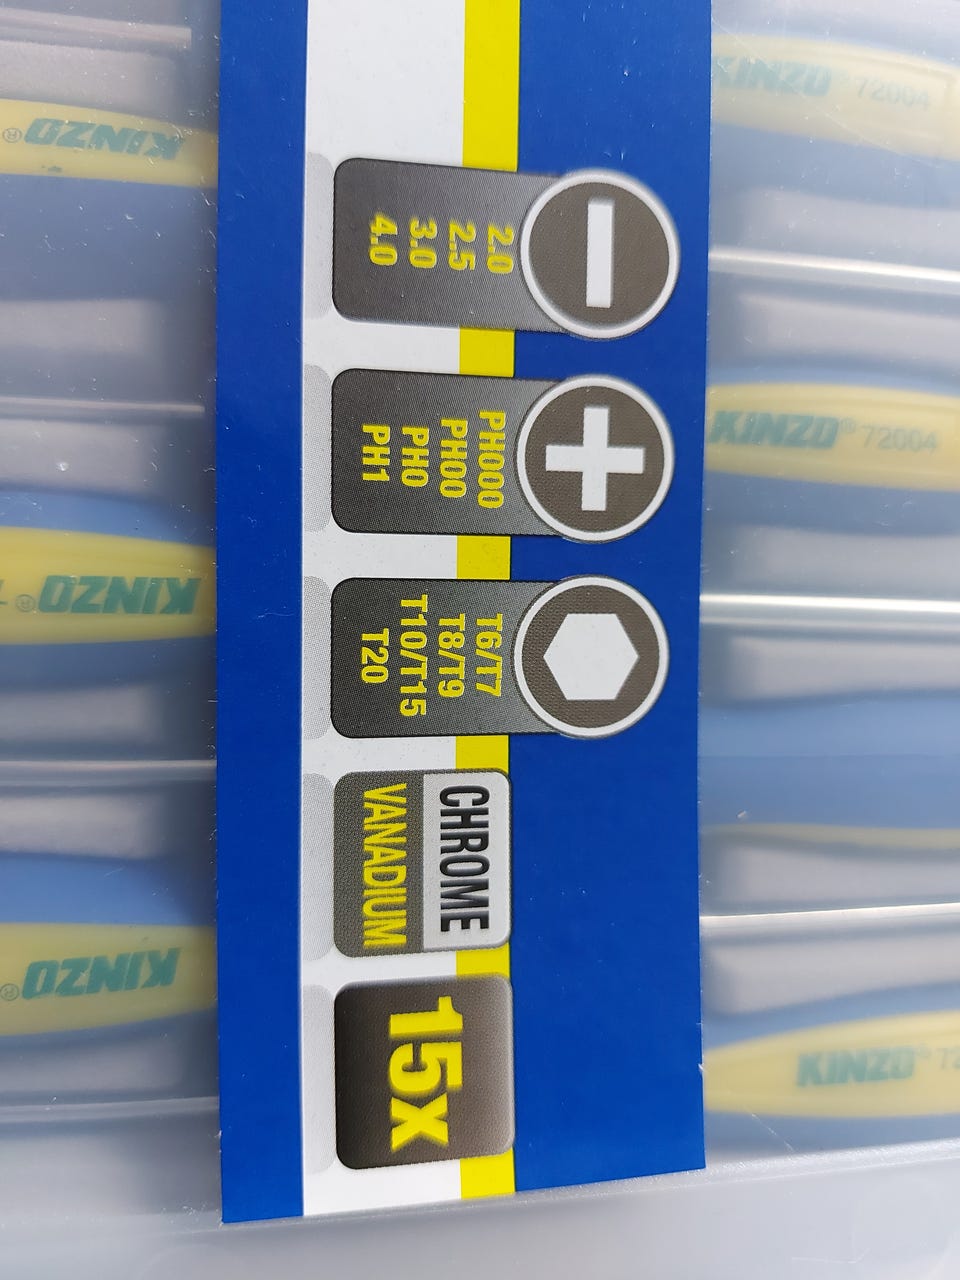 2.0
2.5
3.0
4.0
PH000
PH00
PH0
PH1
T6/T7
T8/T9
T10/T15
T20
CHROME
VANADIUM
15x
KINZO® 72004
KINZO® 72004
KINZO® 72
KINZO®
KINZO®
KINZO®